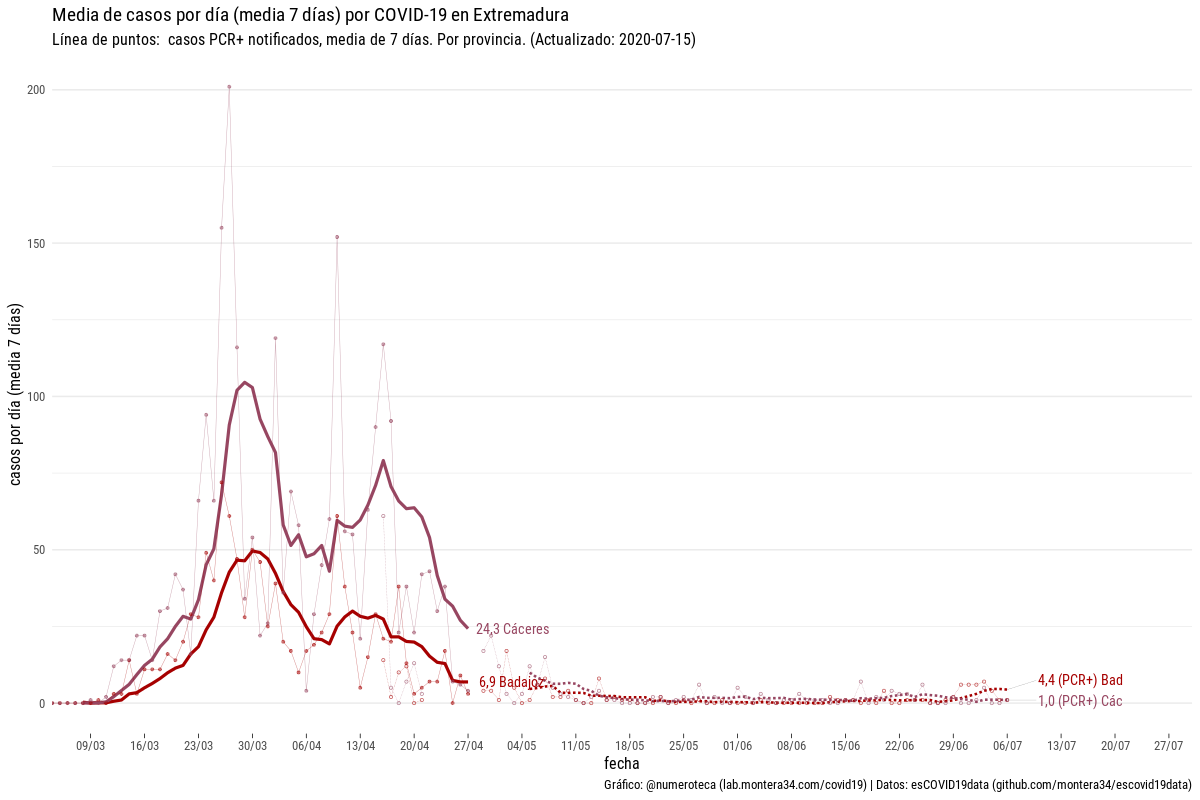 Media de casos por día (media 7 días) por COVID-19 en Extremadura
Línea de puntos:  casos PCR+ notificados, media de 7 días. Por provincia. (Actualizado: 2020-07-15)
casos por día (media 7 días)
200
150
100
50
0
24,3 Cáceres
6,9 Badajoz
4,4 (PCR+) Bad
1,0 (PCR+) Các
09/03 16/03 23/03 30/03 06/04 13/04 20/04 27/04 04/05 11/05 18/05 25/05 01/06 08/06 15/06 22/06 29/06 06/07 13/07 20/07 27/07
fecha
Gráfico: @numeroteca (lab.montera34.com/covid19) | Datos: esCOVID19data (github.com/montera34/escovid19data)